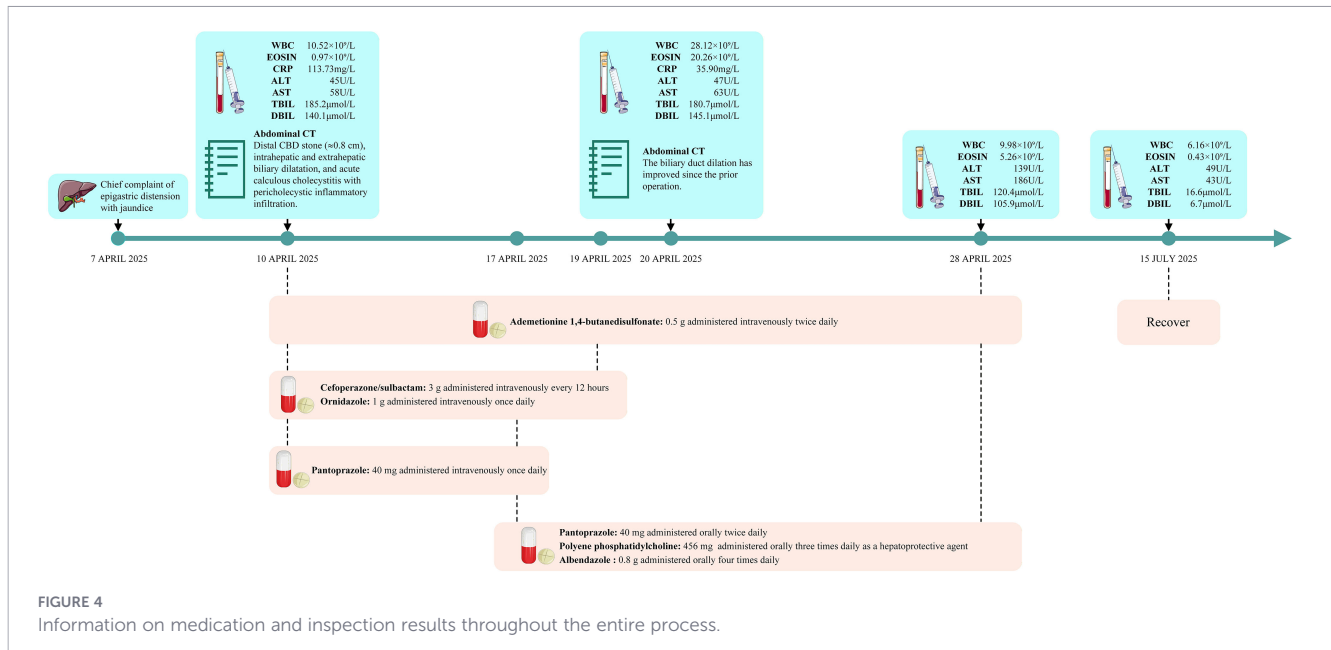 WBC 10.52×10⁹/L
EOSIN 0.97×10⁹/L
CRP 113.73mg/L
ALT 45U/L
AST 58U/L
TBIL 185.2μmol/L
DBIL 140.1μmol/L
Abdominal CT
Distal CBD stone (≈0.8 cm),
intrahepatic and extrahepatic
biliary dilatation, and acute
calculous cholecystitis with
pericholecystic inflammatory
infiltration.
WBC 28.12×10⁹/L
EOSIN 20.26×10⁹/L
CRP 35.90mg/L
ALT 47U/L
AST 63U/L
TBIL 180.7μmol/L
DBIL 145.1μmol/L
Abdominal CT
The biliary duct dilation has
improved since the prior
operation.
WBC 9.98×10⁹/L
EOSIN 5.26×10⁹/L
ALT 139U/L
AST 186U/L
TBIL 120.4μmol/L
DBIL 105.9μmol/L
WBC 6.16×10⁹/L
EOSIN 0.43×10⁹/L
ALT 49U/L
AST 43U/L
TBIL 16.6μmol/L
DBIL 6.7μmol/L
Chief complaint of
epigastric distension
with jaundice
7 APRIL 2025
10 APRIL 2025
17 APRIL 2025
19 APRIL 2025
20 APRIL 2025
28 APRIL 2025
15 JULY 2025
Ademetionine 1,4-butanedisulfonate: 0.5 g administered intravenously twice daily
Recover
Cefoperazone/sulbactam: 3 g administered intravenously every 12 hours
Ornidazole: 1 g administered intravenously once daily
Pantoprazole: 40 mg administered intravenously once daily
Pantoprazole: 40 mg administered orally twice daily
Polyene phosphatidylcholine: 456 mg administered orally three times daily as a hepatoprotective agent
Albendazole : 0.8 g administered orally four times daily
FIGURE 4
Information on medication and inspection results throughout the entire process.